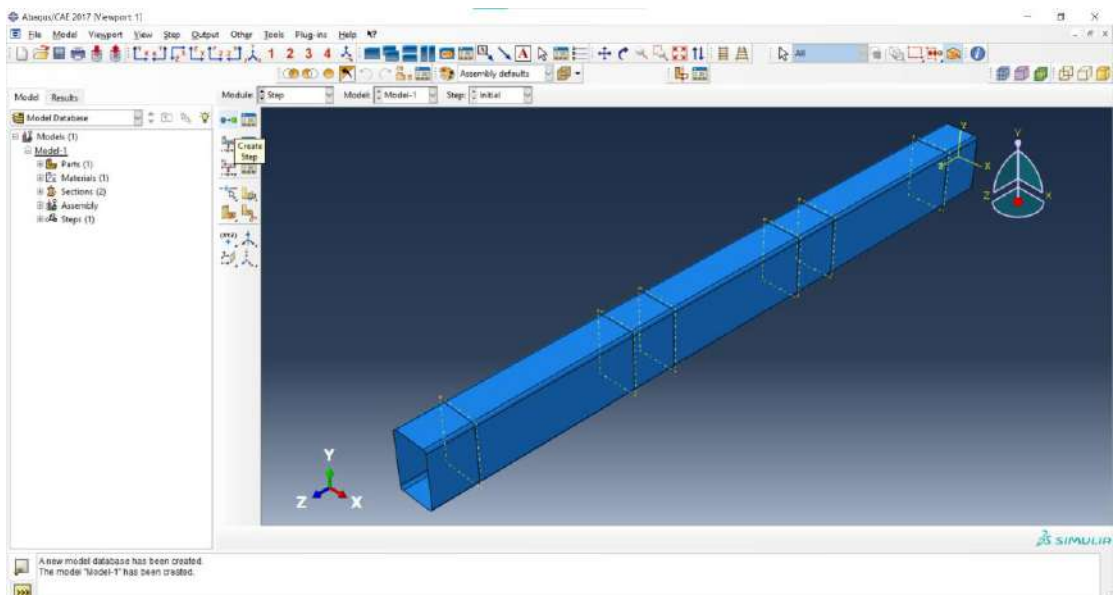 Abaqus/CAE 2017 [Viewport: 1]
File Model Viewport View Step Output Other Tools Plug-ins Help
1 2 3 4 A All
Assembly defaults
Model Results Module: Step Model: Model-1 Step: Initial
Model Database
Models (1)
Model-1
Parts (1)
Materials (1)
Sections (2)
Assembly
Steps (1)
Create
Step
(XYZ)
Y
X
Z
Y
Z
X
Y
Z X
SIMULIA
A new model database has been created.
The model "Model-1" has been created.
>>>